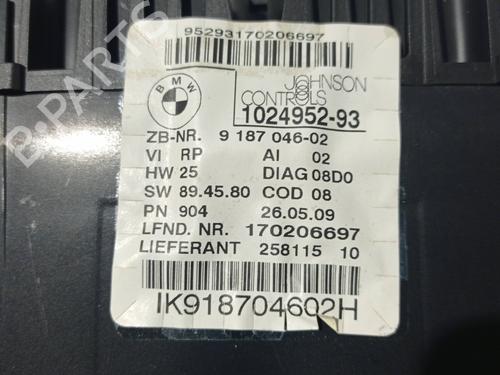 95293170206697
BMW
JOHNSON
CONTROLS
1024952-93
ZB-NR. 9 187 046-02
VI RP AI 02
HW 25 DIAG 08D0
SW 89.45.80 COD 08
PN 904 26.05.09
LFND. NR. 170206697
LIEFERANT 258115 10
IK918704602H
B-PARTS